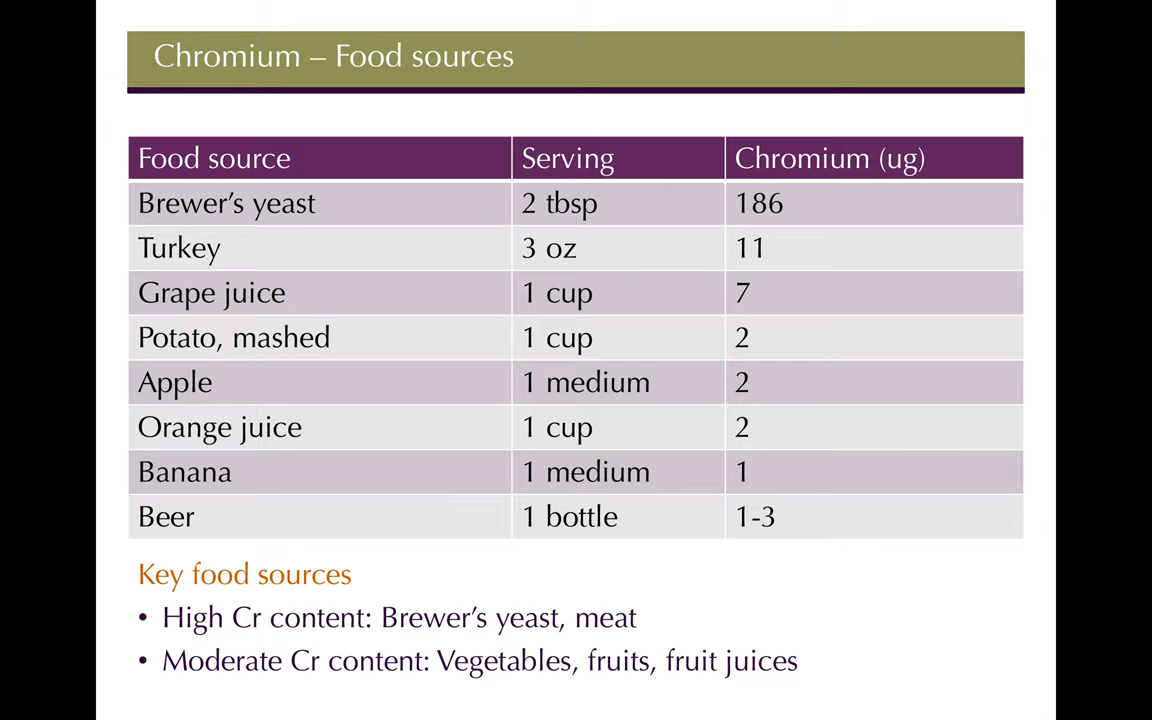 Chromium – Food sources
Food source Serving Chromium (ug)
Brewer’s yeast 2 tbsp 186
Turkey 3 oz 11
Grape juice 1 cup 7
Potato, mashed 1 cup 2
Apple 1 medium 2
Orange juice 1 cup 2
Banana 1 medium 1
Beer 1 bottle 1-3
Key food sources
• High Cr content: Brewer’s yeast, meat
• Moderate Cr content: Vegetables, fruits, fruit juices